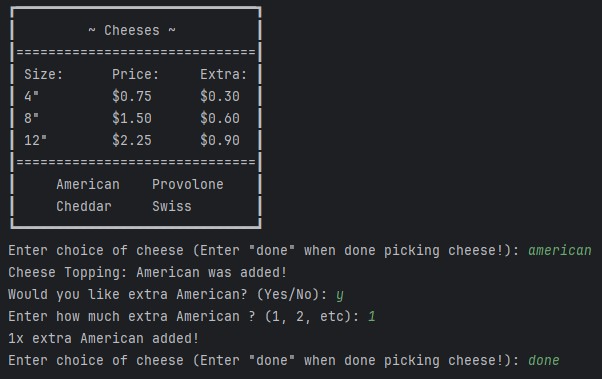 ~ Cheeses ~
==============================
Size: Price: Extra:
4" $0.75 $0.30
8" $1.50 $0.60
12" $2.25 $0.90
==============================
American Provolone
Cheddar Swiss
Enter choice of cheese (Enter "done" when done picking cheese!): american
Cheese Topping: American was added!
Would you like extra American? (Yes/No): y
Enter how much extra American ? (1, 2, etc): 1
1x extra American added!
Enter choice of cheese (Enter "done" when done picking cheese!): done